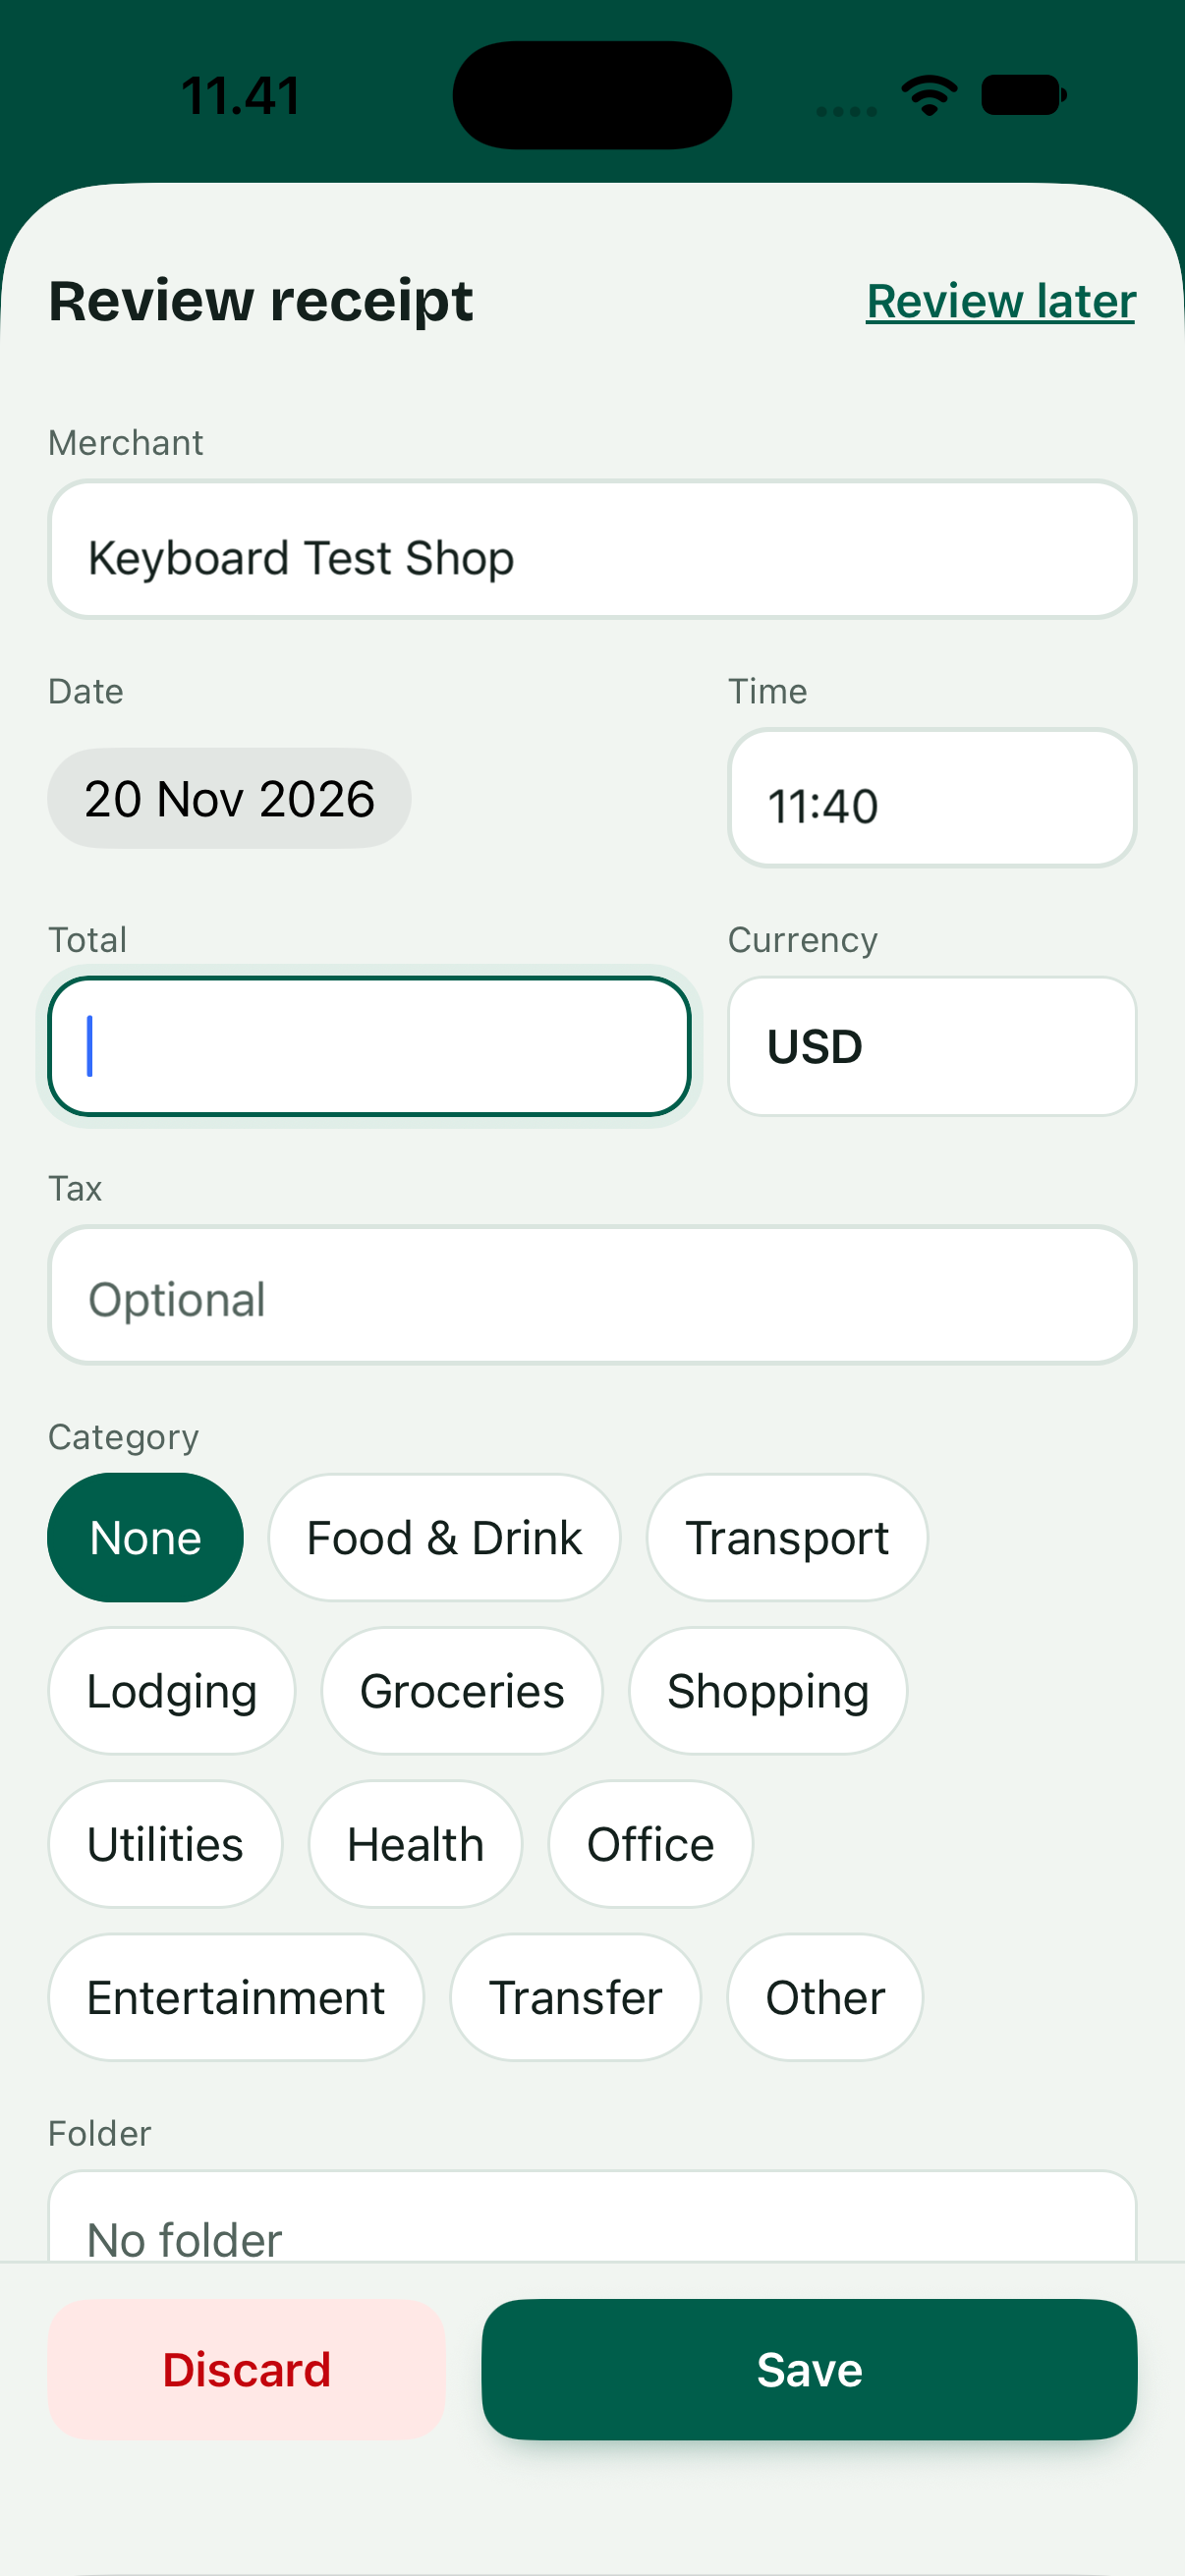 11.41
Review receipt
Review later
Merchant
Keyboard Test Shop
Date
Time
20 Nov 2026
11:40
Total
Currency
USD
Tax
Optional
Category
None
Food & Drink
Transport
Lodging
Groceries
Shopping
Utilities
Health
Office
Entertainment
Transfer
Other
Folder
No folder
Discard
Save